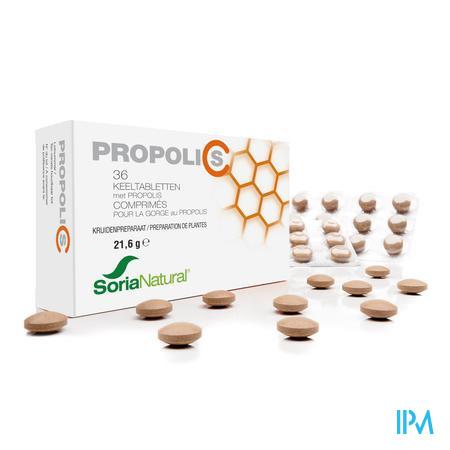 PROPOLIS
36
KEELTABLETTEN
met PROPOLIS
COMPRIMÉS
POUR LA GORGE au PROPOLIS
KRUIDENPREPARAAT / PREPARATION DE PLANTES
21,6 g ℮
SoriaNatural®
PROPOLIS
IPM